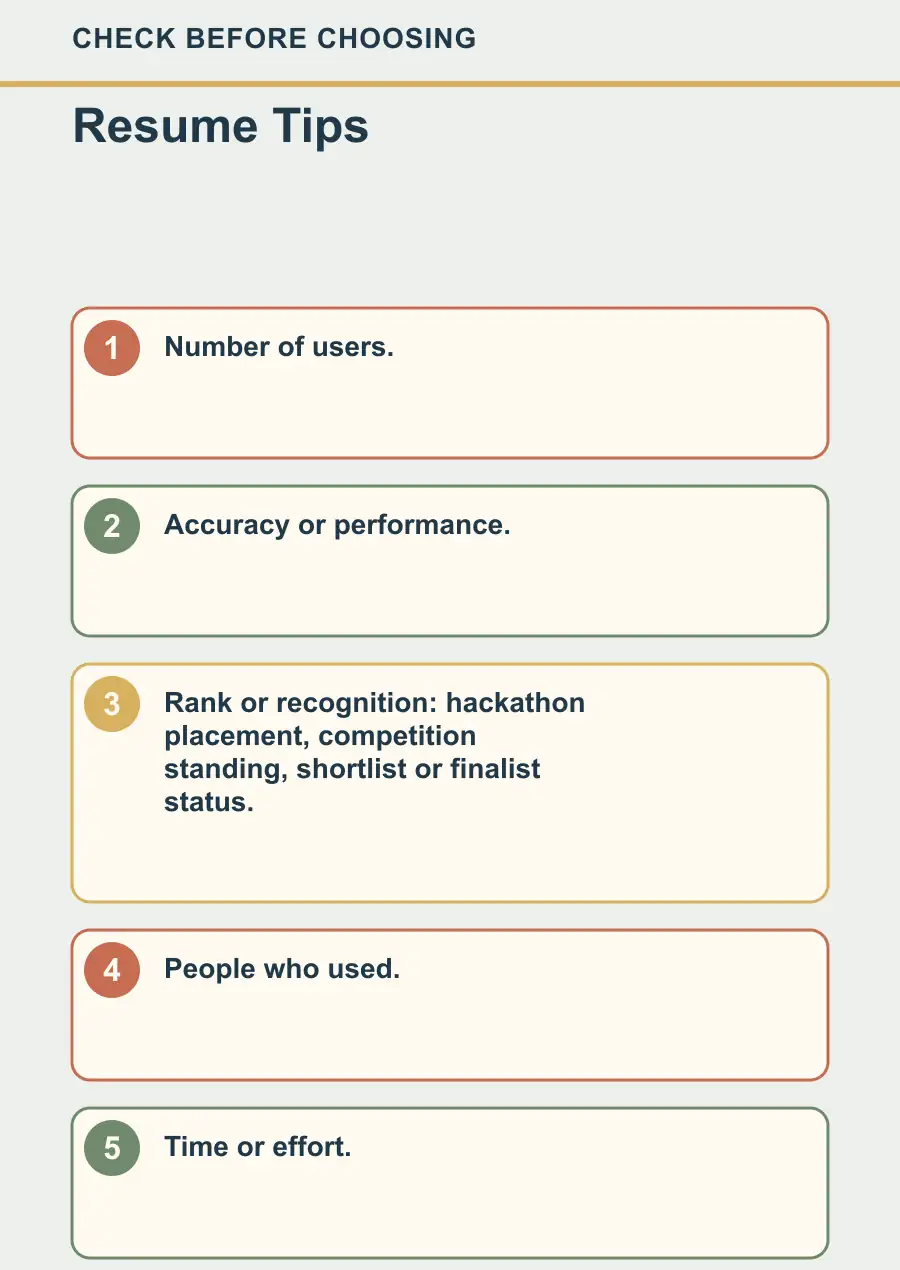 CHECK BEFORE CHOOSING
Resume Tips
1
Number of users.
2
Accuracy or performance.
3
Rank or recognition: hackathon
placement, competition
standing, shortlist or finalist
status.
4
People who used.
5
Time or effort.